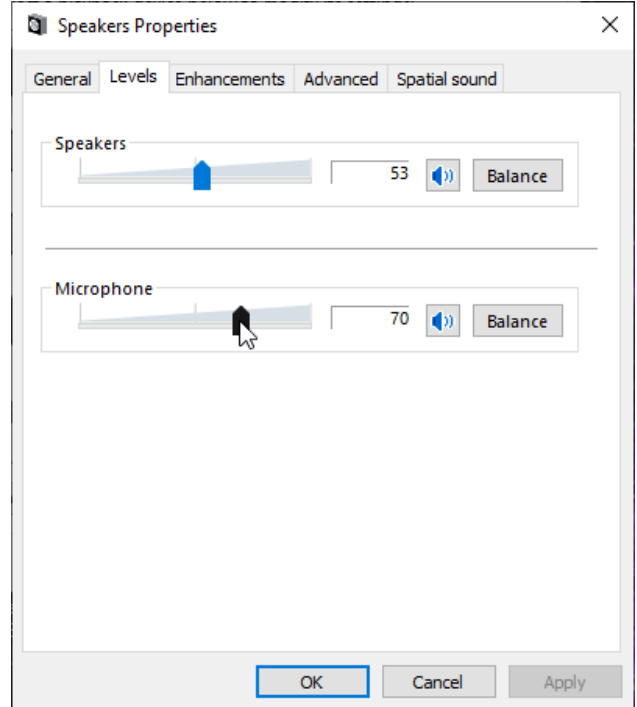 Speakers Properties
General Levels Enhancements Advanced Spatial sound
Speakers
53 Balance
Microphone
70 Balance
OK Cancel Apply